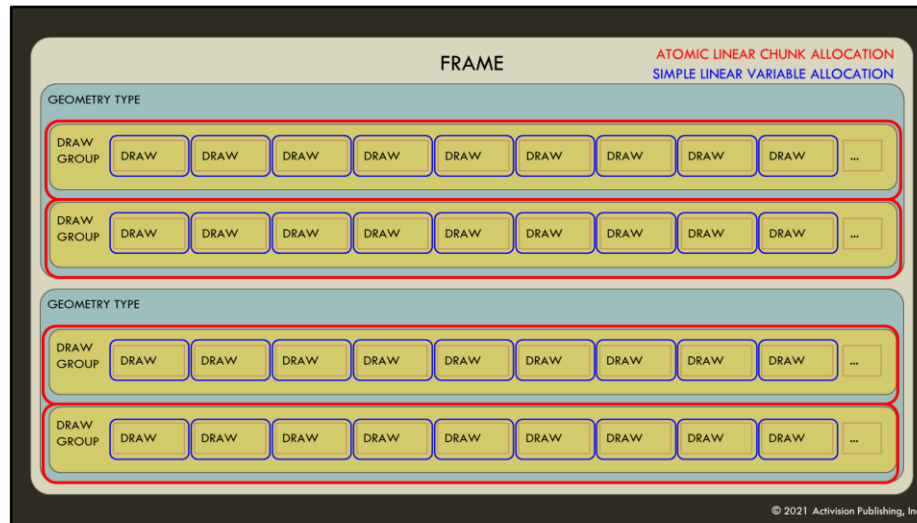 FRAME
ATOMIC LINEAR CHUNK ALLOCATION
SIMPLE LINEAR VARIABLE ALLOCATION
GEOMETRY TYPE
DRAW
GROUP
DRAW DRAW DRAW DRAW DRAW DRAW DRAW DRAW DRAW ...
DRAW
GROUP
DRAW DRAW DRAW DRAW DRAW DRAW DRAW DRAW DRAW ...
GEOMETRY TYPE
DRAW
GROUP
DRAW DRAW DRAW DRAW DRAW DRAW DRAW DRAW DRAW ...
DRAW
GROUP
DRAW DRAW DRAW DRAW DRAW DRAW DRAW DRAW DRAW ...
© 2021 Activision Publishing, In